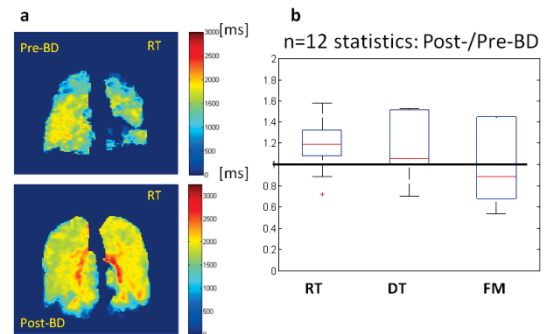 a
[ms]
Pre-BD
RT
3000
2500
2000
1500
1000
500
0
[ms]
RT
3000
2500
2000
1500
1000
500
0
Post-BD
b
n=12 statistics: Post-/Pre-BD
2
1.8
1.6
1.4
1.2
1
0.8
0.6
0.4
0.2
0
RT DT FM